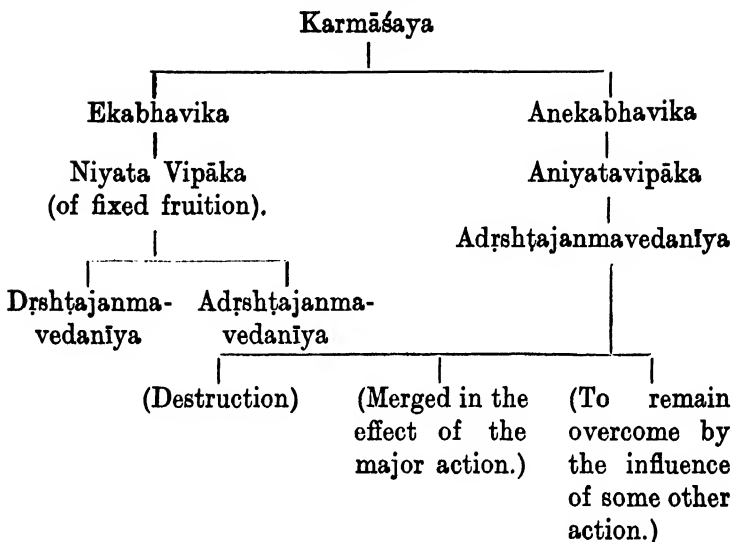 Karmāśaya
Ekabhavika
Anekabhavika
Niyata Vipāka
(of fixed fruition).
Aniyatavipāka
Adṛshṭajanmavedanīya
Dṛshṭajanma-
vedanīya
Adṛshṭajanma-
vedanīya
(Destruction)
(Merged in the
effect of the
major action.)
(To remain
overcome by
the influence
of some other
action.)